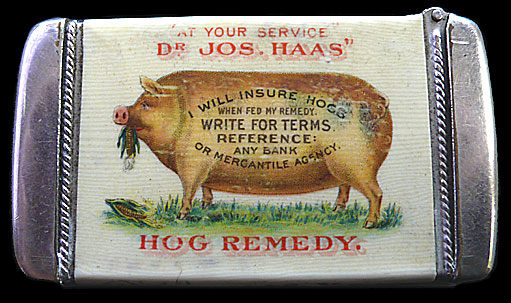 "AT YOUR SERVICE
DR JOS. HAAS"
I WILL INSURE HOGS
WHEN FED MY REMEDY.
WRITE FOR TERMS.
REFERENCE:
ANY BANK
OR MERCANTILE AGENCY.
HOG REMEDY.